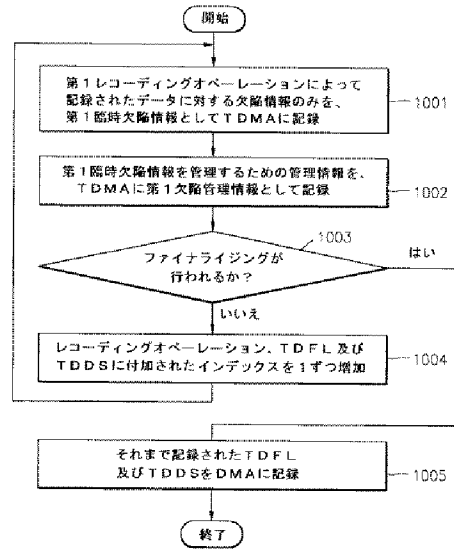 開始
第１レコーディングオペレーションによって
記録されたデータに対する欠陥情報のみを、
第１臨時欠陥情報としてＴＤＭＡに記録
1001
第１臨時欠陥情報を管理するための管理情報を、
ＴＤＭＡに第１欠陥管理情報として記録
1002
1003
ファイナライジングが
行われるか？
はい
いいえ
レコーディングオペレーション、ＴＤＦＬ及び
ＴＤＤＳに付加されたインデックスを１ずつ増加
1004
それまで記録されたＴＤＦＬ
及びＴＤＤＳをＤＭＡに記録
1005
終了